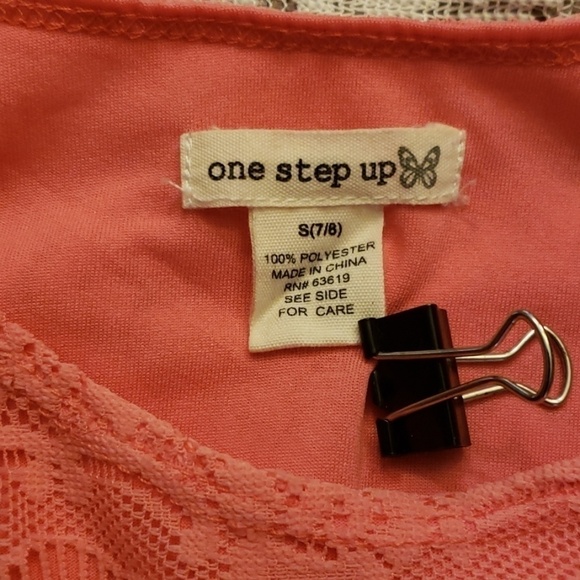 one step up
S(7/8)
100% POLYESTER
MADE IN CHINA
RN# 63619
SEE SIDE
FOR CARE